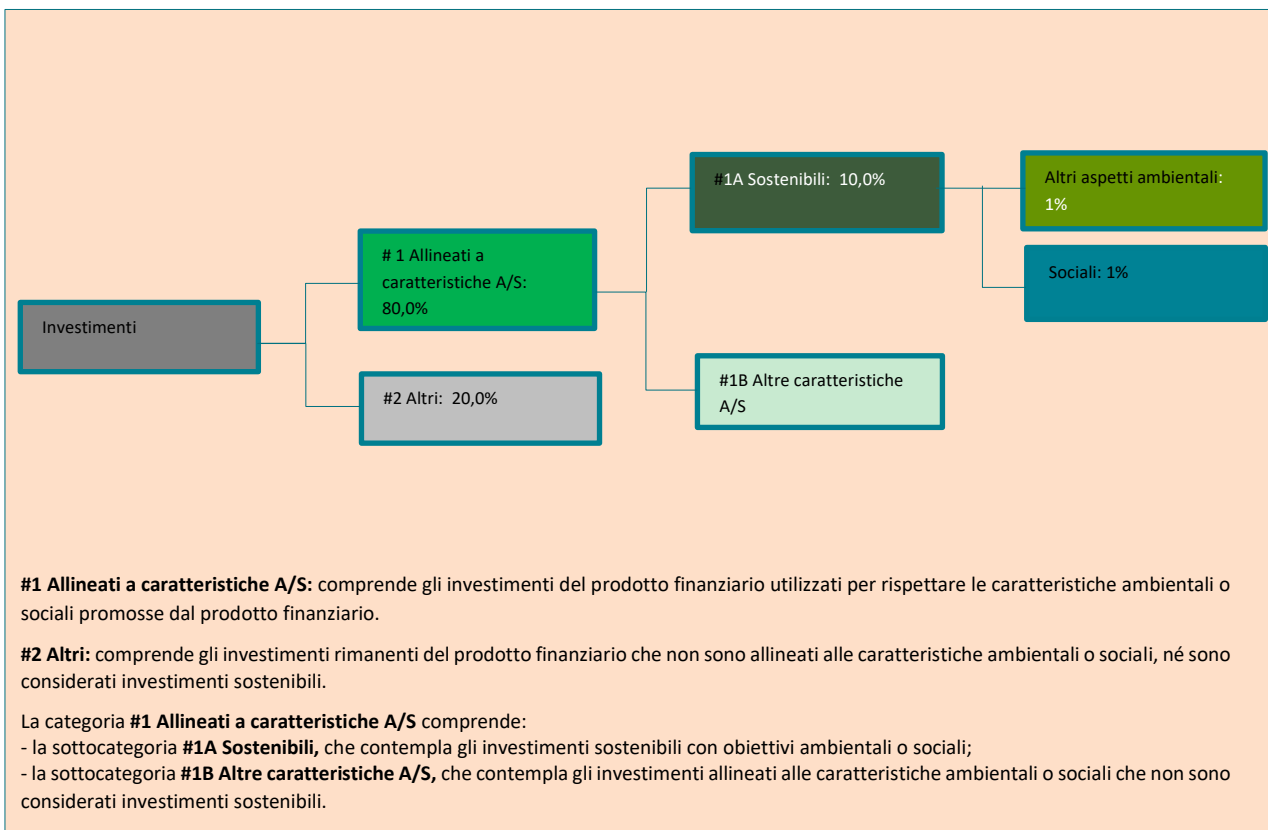 #1A Sostenibili: 10,0%
Altri aspetti ambientali:
1%
# 1 Allineati a
caratteristiche A/S:
80,0%
Sociali: 1%
Investimenti
#2 Altri: 20,0%
#1B Altre caratteristiche
A/S
#1 Allineati a caratteristiche A/S: comprende gli investimenti del prodotto finanziario utilizzati per rispettare le caratteristiche ambientali o
sociali promosse dal prodotto finanziario.
#2 Altri: comprende gli investimenti rimanenti del prodotto finanziario che non sono allineati alle caratteristiche ambientali o sociali, né sono
considerati investimenti sostenibili.
La categoria #1 Allineati a caratteristiche A/S comprende:
- la sottocategoria #1A Sostenibili, che contempla gli investimenti sostenibili con obiettivi ambientali o sociali;
- la sottocategoria #1B Altre caratteristiche A/S, che contempla gli investimenti allineati alle caratteristiche ambientali o sociali che non sono
considerati investimenti sostenibili.